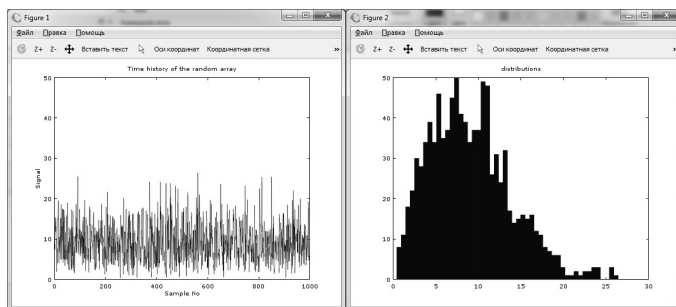 Figure 1
Файл Правка Помощь
Z+ Z- Вставить текст Оси координат Координатная сетка »
Time history of the random array
50
40
30
20
10
0
Signal
0 200 400 600 800 1000
Sample No
Figure 2
Файл Правка Помощь
Z+ Z- Вставить текст Оси координат Координатная сетка »
distributions
50
40
30
20
10
0
0 5 10 15 20 25 30